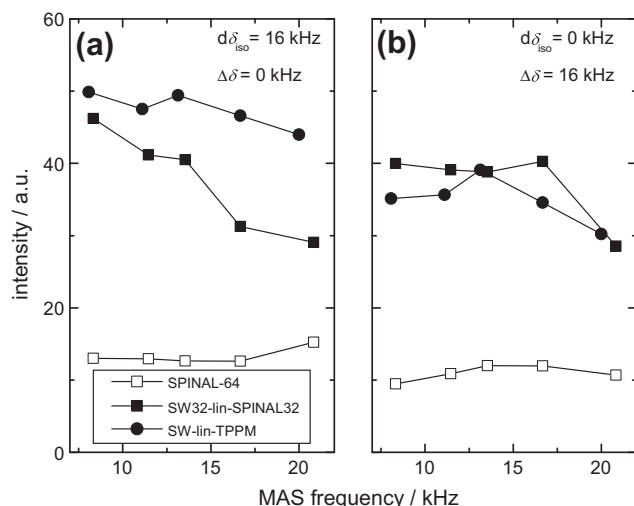 (a)
dδiso = 16 kHz
Δδ = 0 kHz
(b)
dδiso = 0 kHz
Δδ = 16 kHz
intensity / a.u.
60
40
20
0
SPINAL-64
SW32-lin-SPINAL32
SW-lin-TPPM
10 15 20 10 15 20
MAS frequency / kHz